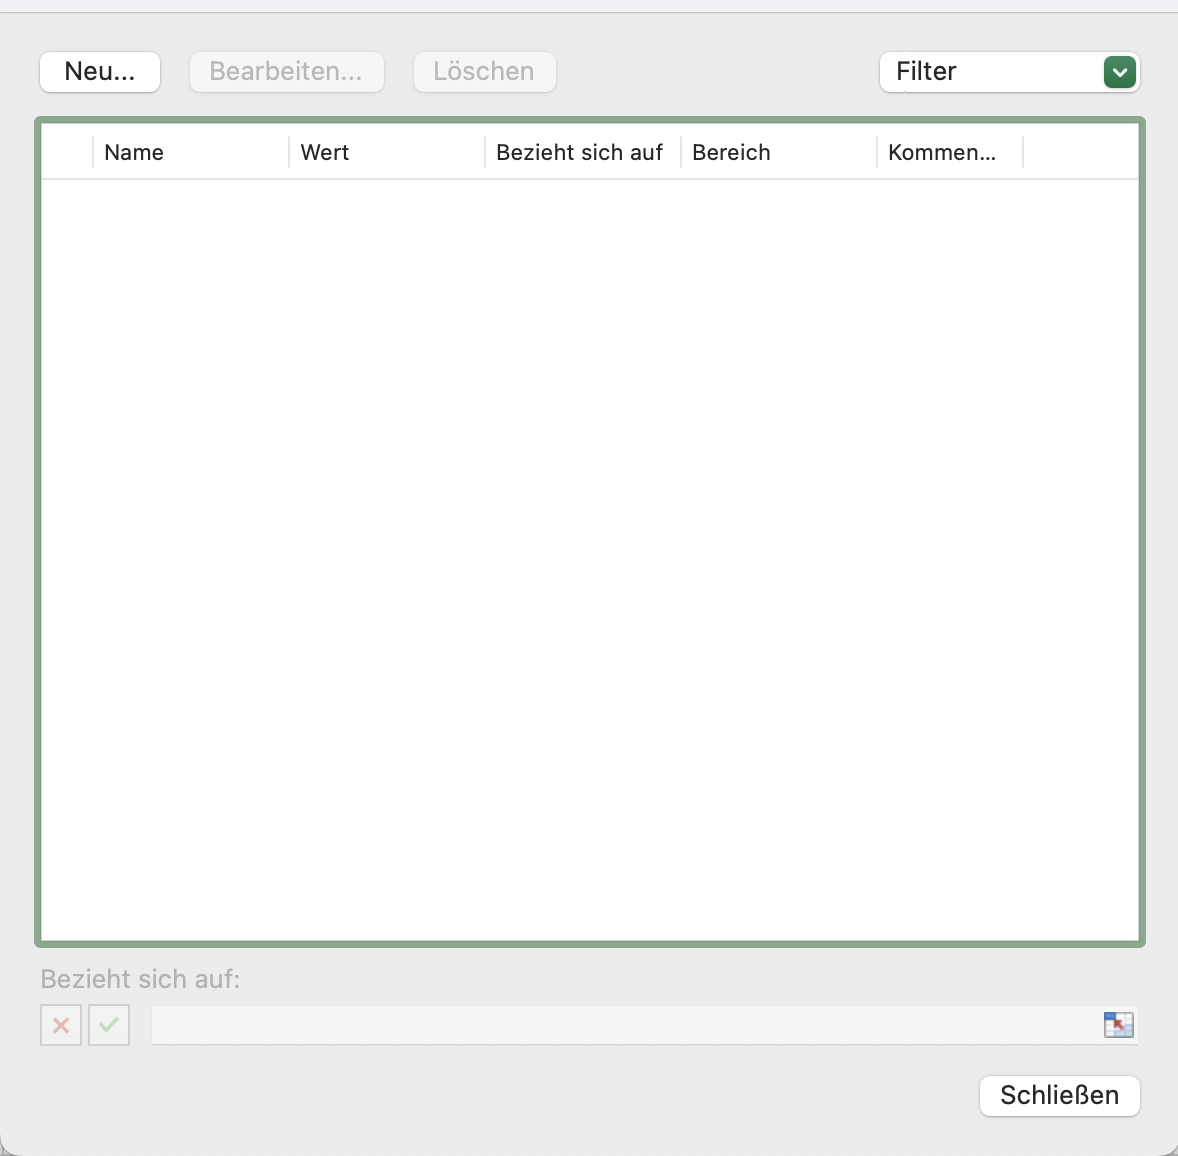 Neu... Bearbeiten... Löschen Filter
Name Wert Bezieht sich auf Bereich Kommen...
Bezieht sich auf:
Schließen